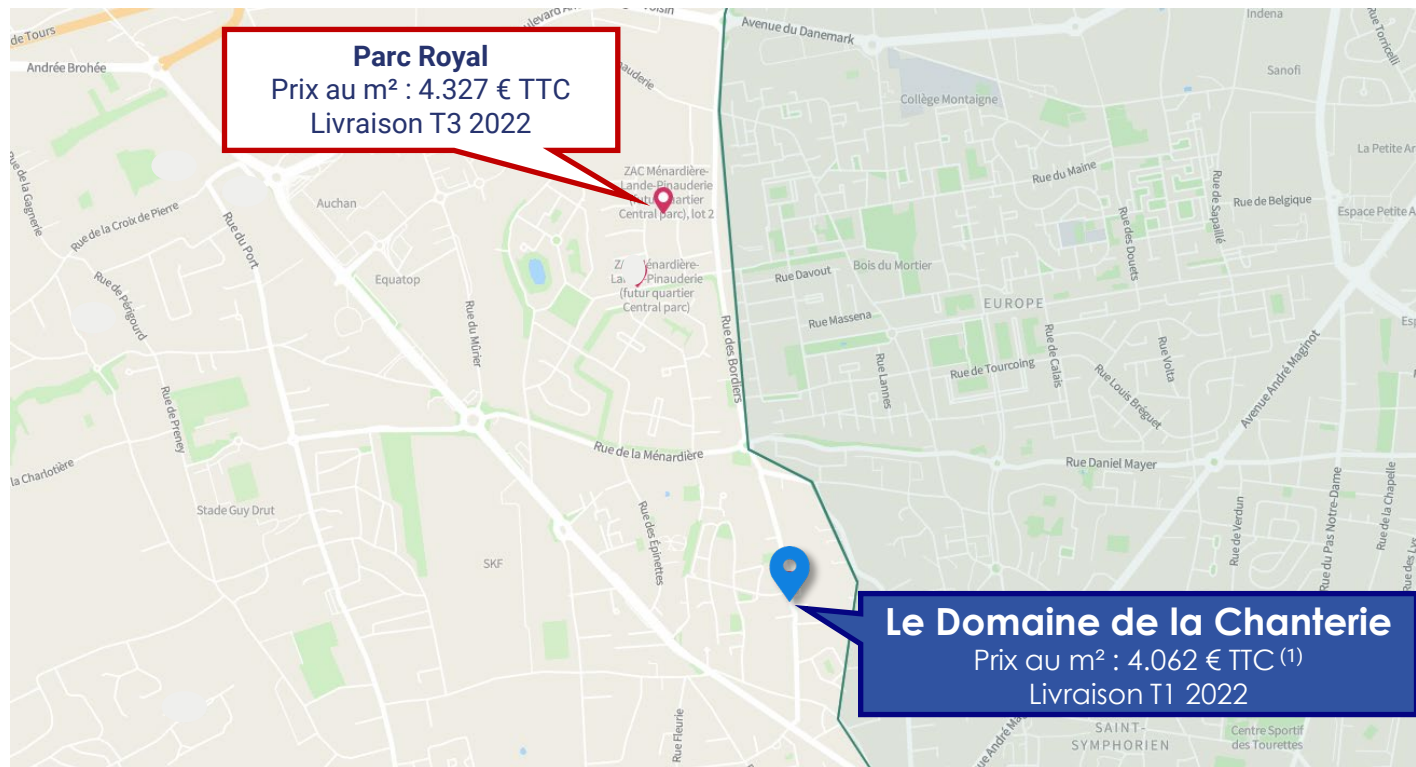 de Tours
Andrée Brohée
Avenue du Danemark
Indena
Rue Torricelli
Parc Royal
Prix au m² : 4.327 € TTC
Livraison T3 2022
Sanofi
Collège Montaigne
La Petite Ar
Rue de la Gagnerie
Rue de la Croix de Pierre
Auchan
ZAC Ménardière-
Lande-Pinauderie
Central parc), lot 2
Rue du Maine
Rue de Sapaillé
Rue de Belgique
Espace Petite A
Rue du Port
Rue des Douets
Equatop
(futur quartier
Central parc)
Rue Davout
Bois du Mortier
Rue de Périgourd
Rue du Mûrier
Rue des Bordiers
Rue Massena
EUROPE
Rue Lannes
Rue de Tourcoing
Rue de Calais
Rue Volta
Rue Louis Bréguet
Avenue André Maginot
Rue de Preney
Rue de la Ménardière
Rue Daniel Mayer
la Charlotière
Stade Guy Drut
Rue des Épinettes
SKF
Rue de Verdun
Rue du Pas Notre-Dame
Rue de la Chapelle
Le Domaine de la Chanterie
Prix au m² : 4.062 € TTC (1)
Livraison T1 2022
Rue Fleurie
SAINT-
SYMPHORIEN
Centre Sportif
des Tourettes